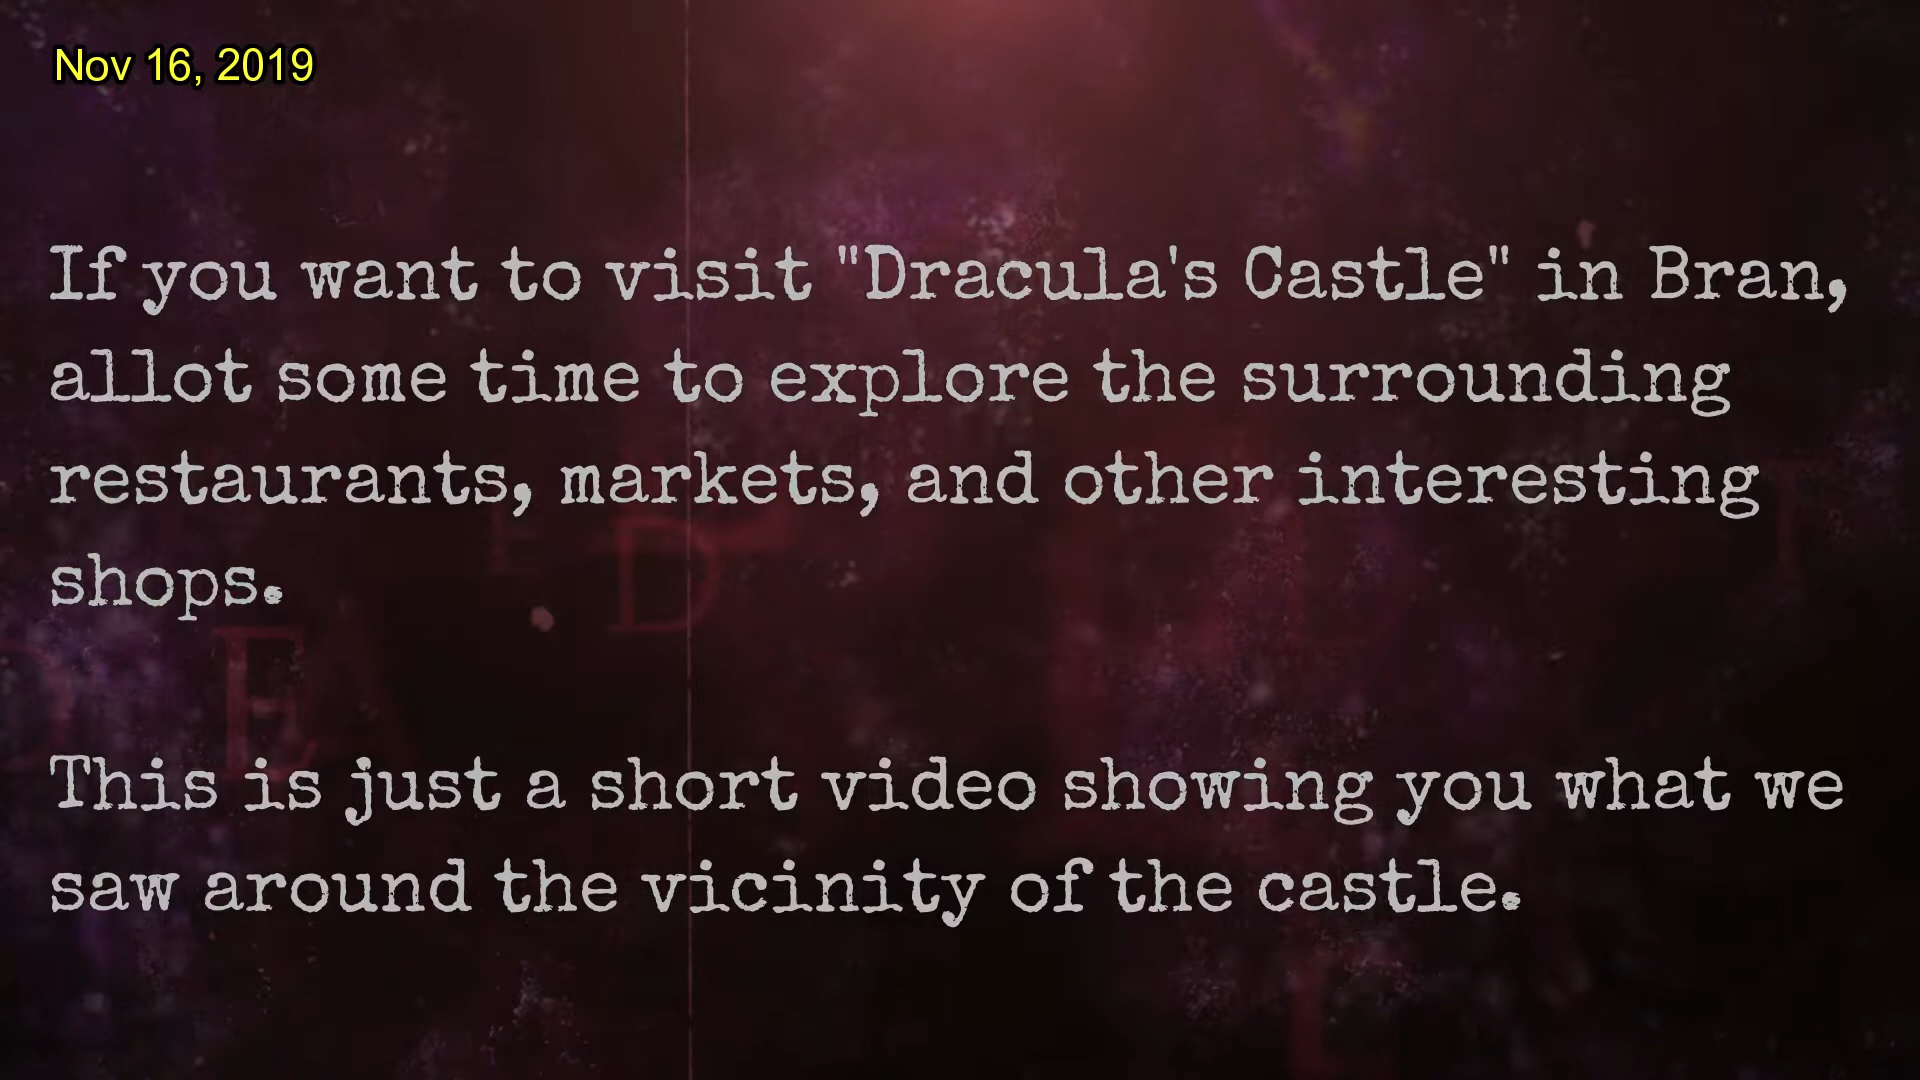 Nov 16, 2019
If you want to visit "Dracula's Castle" in Bran,
allot some time to explore the surrounding
restaurants, markets, and other interesting
shops.
This is just a short video showing you what we
saw around the vicinity of the castle.